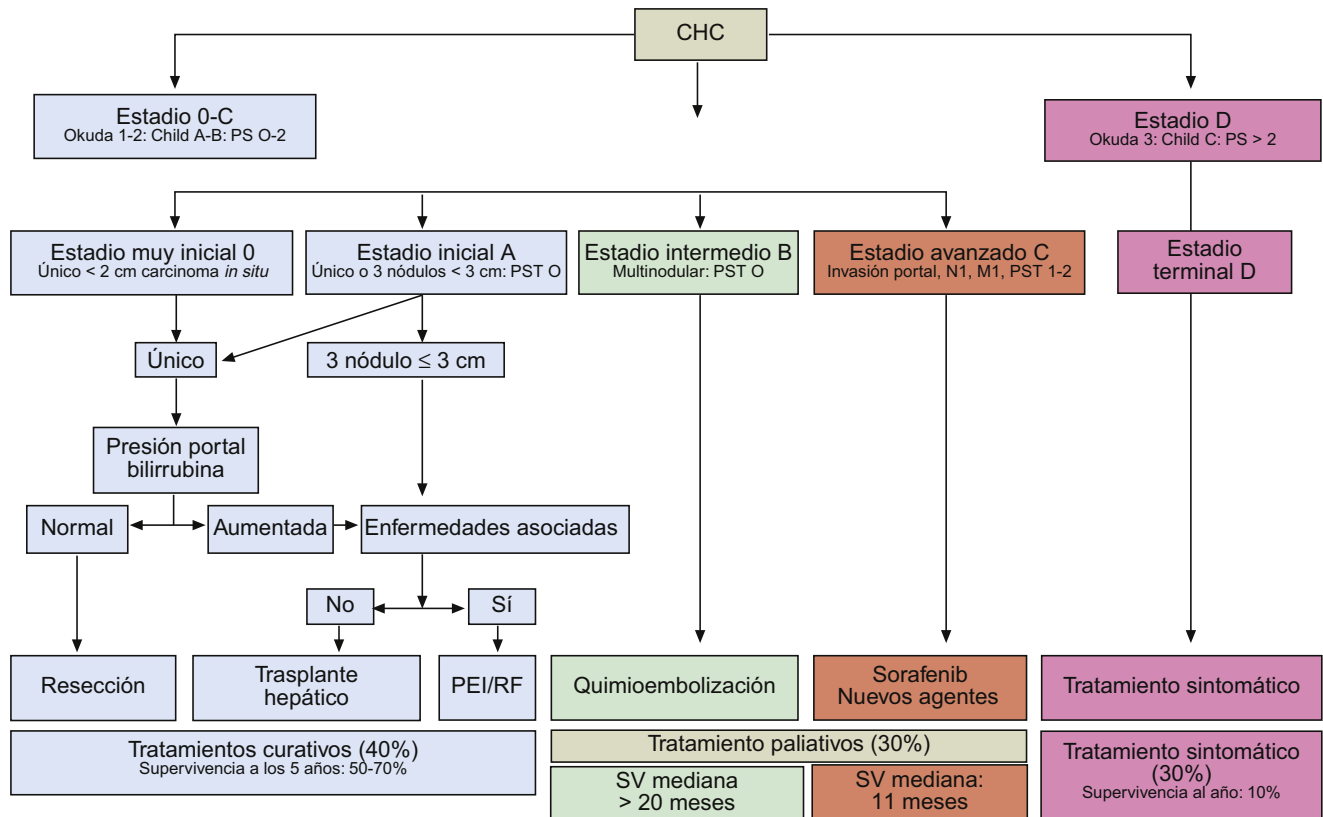 CHC
Estadio 0-C
Okuda 1-2: Child A-B: PS O-2
Estadio D
Okuda 3: Child C: PS > 2
Estadio muy inicial 0
Único < 2 cm carcinoma in situ
Estadio inicial A
Único o 3 nódulos < 3 cm: PST O
Estadio intermedio B
Multinodular: PST O
Estadio avanzado C
Invasión portal, N1, M1, PST 1-2
Estadio
terminal D
Único
3 nódulo ≤ 3 cm
Presión portal
bilirrubina
Normal
Aumentada
Enfermedades asociadas
No
Sí
Resección
Trasplante
hepático
PEI/RF
Quimioembolización
Sorafenib
Nuevos agentes
Tratamiento sintomático
Tratamientos curativos (40%)
Supervivencia a los 5 años: 50-70%
Tratamiento paliativos (30%)
SV mediana
> 20 meses
SV mediana:
11 meses
Tratamiento sintomático
(30%)
Supervivencia al año: 10%